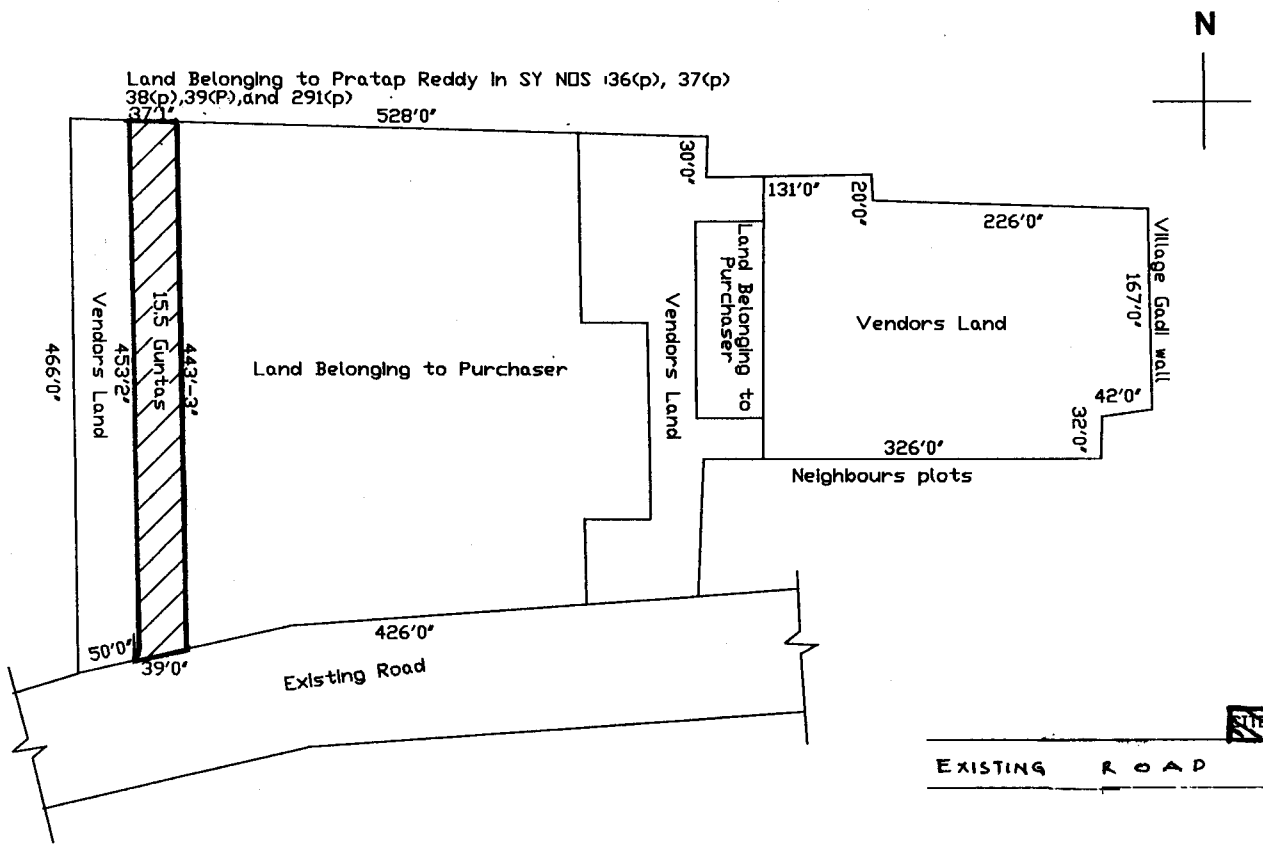 N
Land Belonging to Pratap Reddy in SY NOS 36(p), 37(p)
38(p),39(P),and 291(p)
37'1"
528'0"
30'0"
131'0"
20'0"
226'0"
Village Gadi wall
167'0"
42'0"
32'0"
326'0"
Neighbours plots
Vendors Land
Land Belonging to
Purchaser
Vendors Land
Land Belonging to Purchaser
466'0"
Vendors Land
453'2"
15.5 Guntas
443'-3"
50'0"
39'0"
426'0"
Existing Road
SITE
EXISTING ROAD